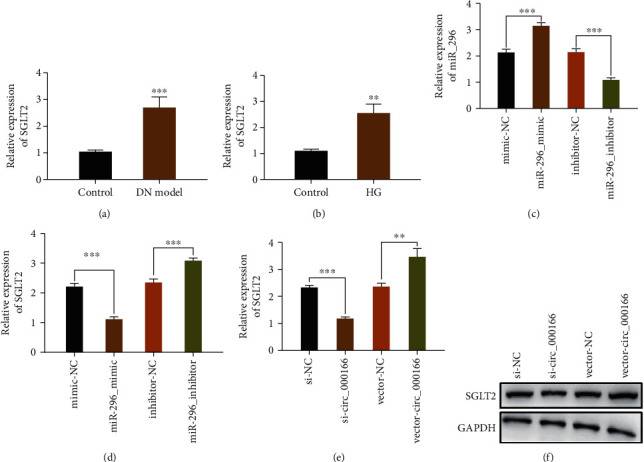 Relative expression
of SGLT2
4
3
2
1
0
***
Control
DN model
(a)
Relative expression
of SGLT2
4
3
2
1
0
**
Control
HG
(b)
Relative expression
of miR_296
4
3
2
1
0
***
***
mimic-NC
miR-296_mimic
inhibitor-NC
miR-296_inhibitor
(c)
Relative expression
of SGLT2
4
3
2
1
0
***
***
mimic-NC
miR-296_mimic
inhibitor-NC
miR-296_inhibitor
(d)
Relative expression
of SGLT2
5
4
3
2
1
0
***
**
si-NC
si-circ_000166
vector-NC
vector-circ_000166
(e)
si-NC
si-circ_000166
vector-NC
vector-circ_000166
SGLT2
GAPDH
(f)